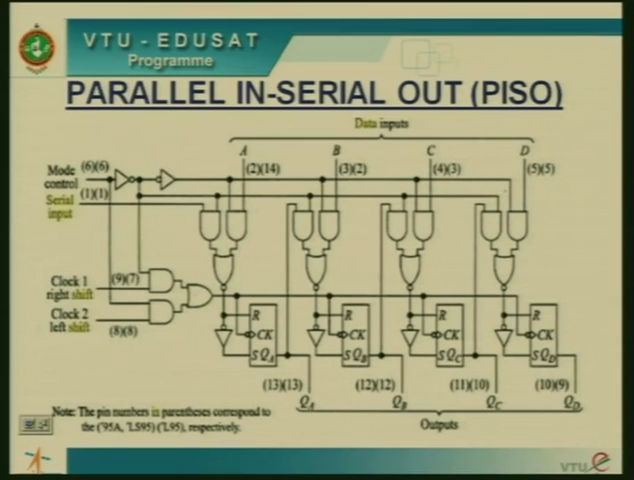 VTU - EDUSAT
Programme
PARALLEL IN-SERIAL OUT (PISO)
Data inputs
A B C D
Mode control (6)(6) (2)(14) (3)(2) (4)(3) (5)(5)
Serial input (1)(1)
Clock 1 right shift (9)(7)
Clock 2 left shift (8)(8)
R R R R
CK CK CK CK
S QA S QB S QC S QD
(13)(13) (12)(12) (11)(10) (10)(9)
QA QB QC QD
Outputs
Note: The pin numbers in parentheses correspond to
the ('95A, 'LS95) ('L95), respectively.
VTU e